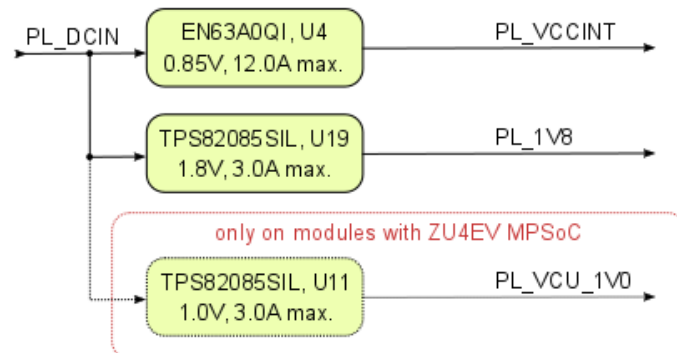 PL_DCIN
EN63A0QI, U4
0.85V, 12.0A max.
PL_VCCINT
TPS82085SIL, U19
1.8V, 3.0A max.
PL_1V8
only on modules with ZU4EV MPSoC
TPS82085SIL, U11
1.0V, 3.0A max.
PL_VCU_1V0